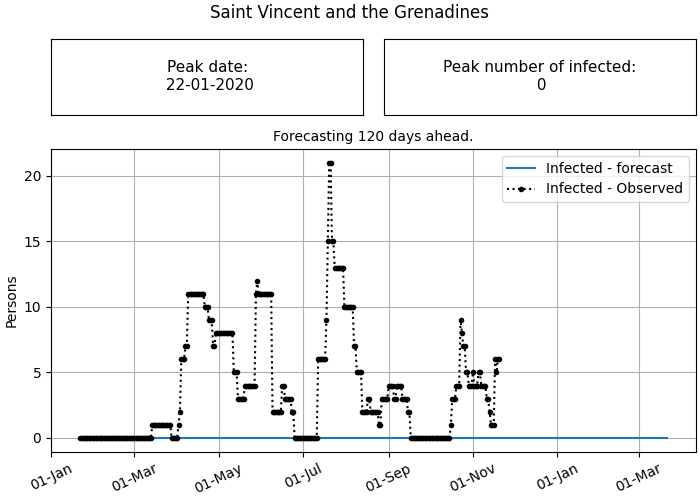 Saint Vincent and the Grenadines
Peak date:
22-01-2020
Peak number of infected:
0
Forecasting 120 days ahead.
Infected - forecast
Infected - Observed
Persons
20
15
10
5
0
01-Jan
01-Mar
01-May
01-Jul
01-Sep
01-Nov
01-Jan
01-Mar